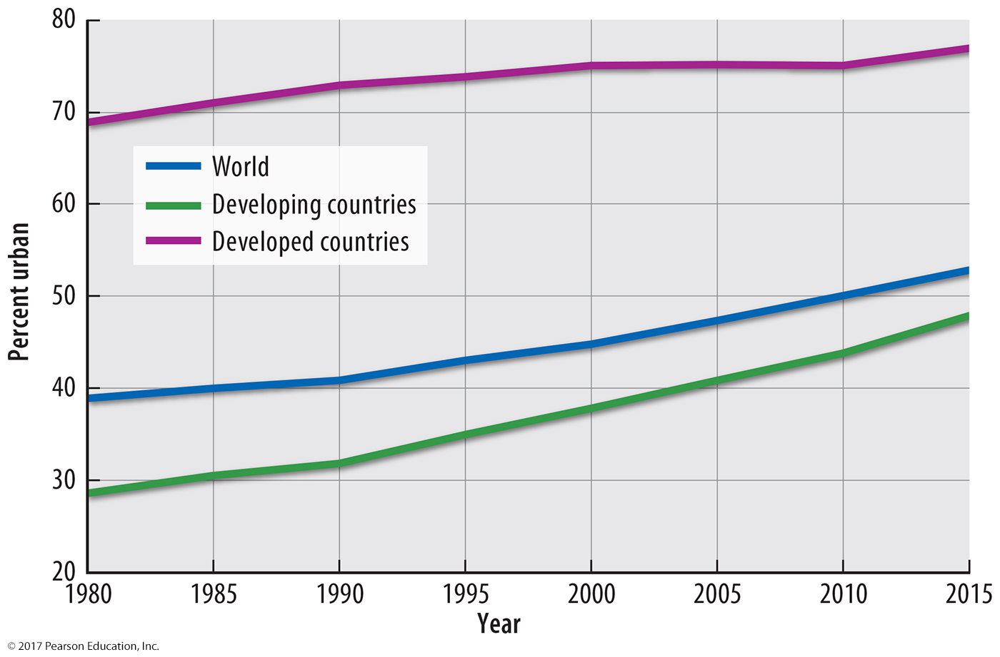 80
70
60
50
40
30
20
Percent urban
World
Developing countries
Developed countries
1980 1985 1990 1995 2000 2005 2010 2015
Year
© 2017 Pearson Education, Inc.